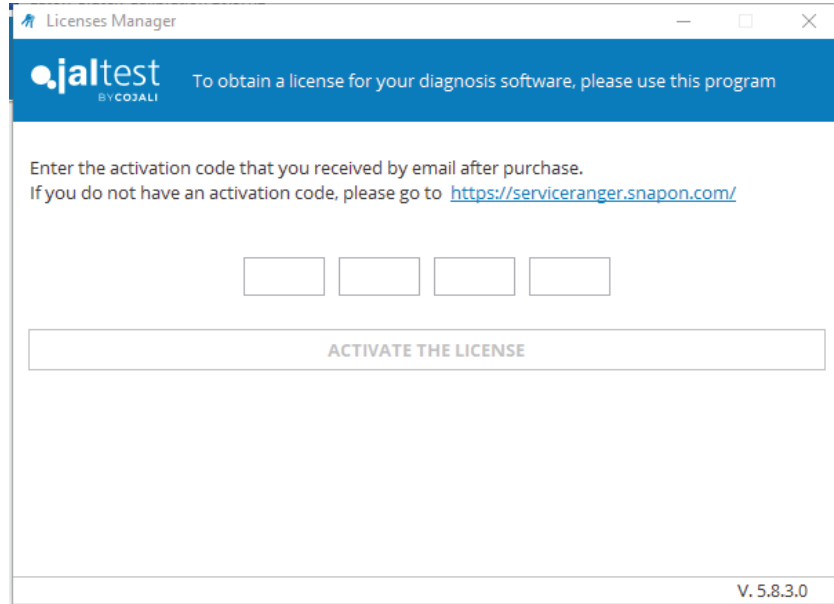 Licenses Manager
jaltest
BY COJALI
To obtain a license for your diagnosis software, please use this program
Enter the activation code that you received by email after purchase.
If you do not have an activation code, please go to https://serviceranger.snapon.com/
ACTIVATE THE LICENSE
V. 5.8.3.0